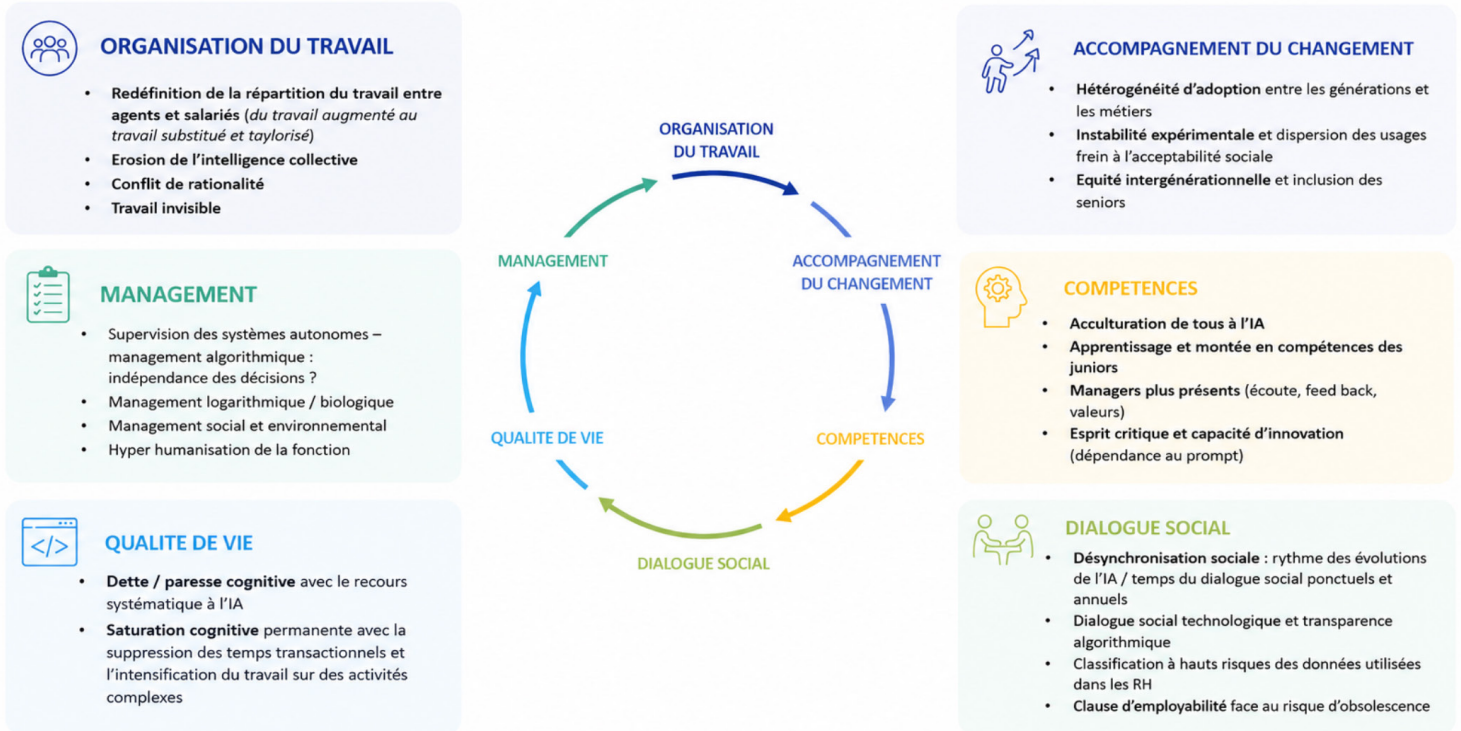 ORGANISATION DU TRAVAIL
• Redéfinition de la répartition du travail entre
agents et salariés (du travail augmenté au
travail substitué et taylorisé)
• Erosion de l'intelligence collective
• Conflit de rationalité
• Travail invisible
MANAGEMENT
• Supervision des systèmes autonomes –
management algorithmique :
indépendance des décisions ?
• Management logarithmique / biologique
• Management social et environnemental
• Hyper humanisation de la fonction
</>
QUALITE DE VIE
• Dette / paresse cognitive avec le recours
systématique à l'IA
• Saturation cognitive permanente avec la
suppression des temps transactionnels et
l'intensification du travail sur des activités
complexes
ORGANISATION
DU TRAVAIL
ACCOMPAGNEMENT
DU CHANGEMENT
COMPETENCES
DIALOGUE SOCIAL
QUALITE DE VIE
MANAGEMENT
ACCOMPAGNEMENT DU CHANGEMENT
• Hétérogénéité d'adoption entre les générations et
les métiers
• Instabilité expérimentale et dispersion des usages
frein à l'acceptabilité sociale
• Equité intergénérationnelle et inclusion des
seniors
COMPETENCES
• Acculturation de tous à l'IA
• Apprentissage et montée en compétences des
juniors
• Managers plus présents (écoute, feed back,
valeurs)
• Esprit critique et capacité d'innovation
(dépendance au prompt)
DIALOGUE SOCIAL
• Désynchronisation sociale : rythme des évolutions
de l'IA / temps du dialogue social ponctuels et
annuels
• Dialogue social technologique et transparence
algorithmique
• Classification à hauts risques des données utilisées
dans les RH
• Clause d'employabilité face au risque d'obsolescence